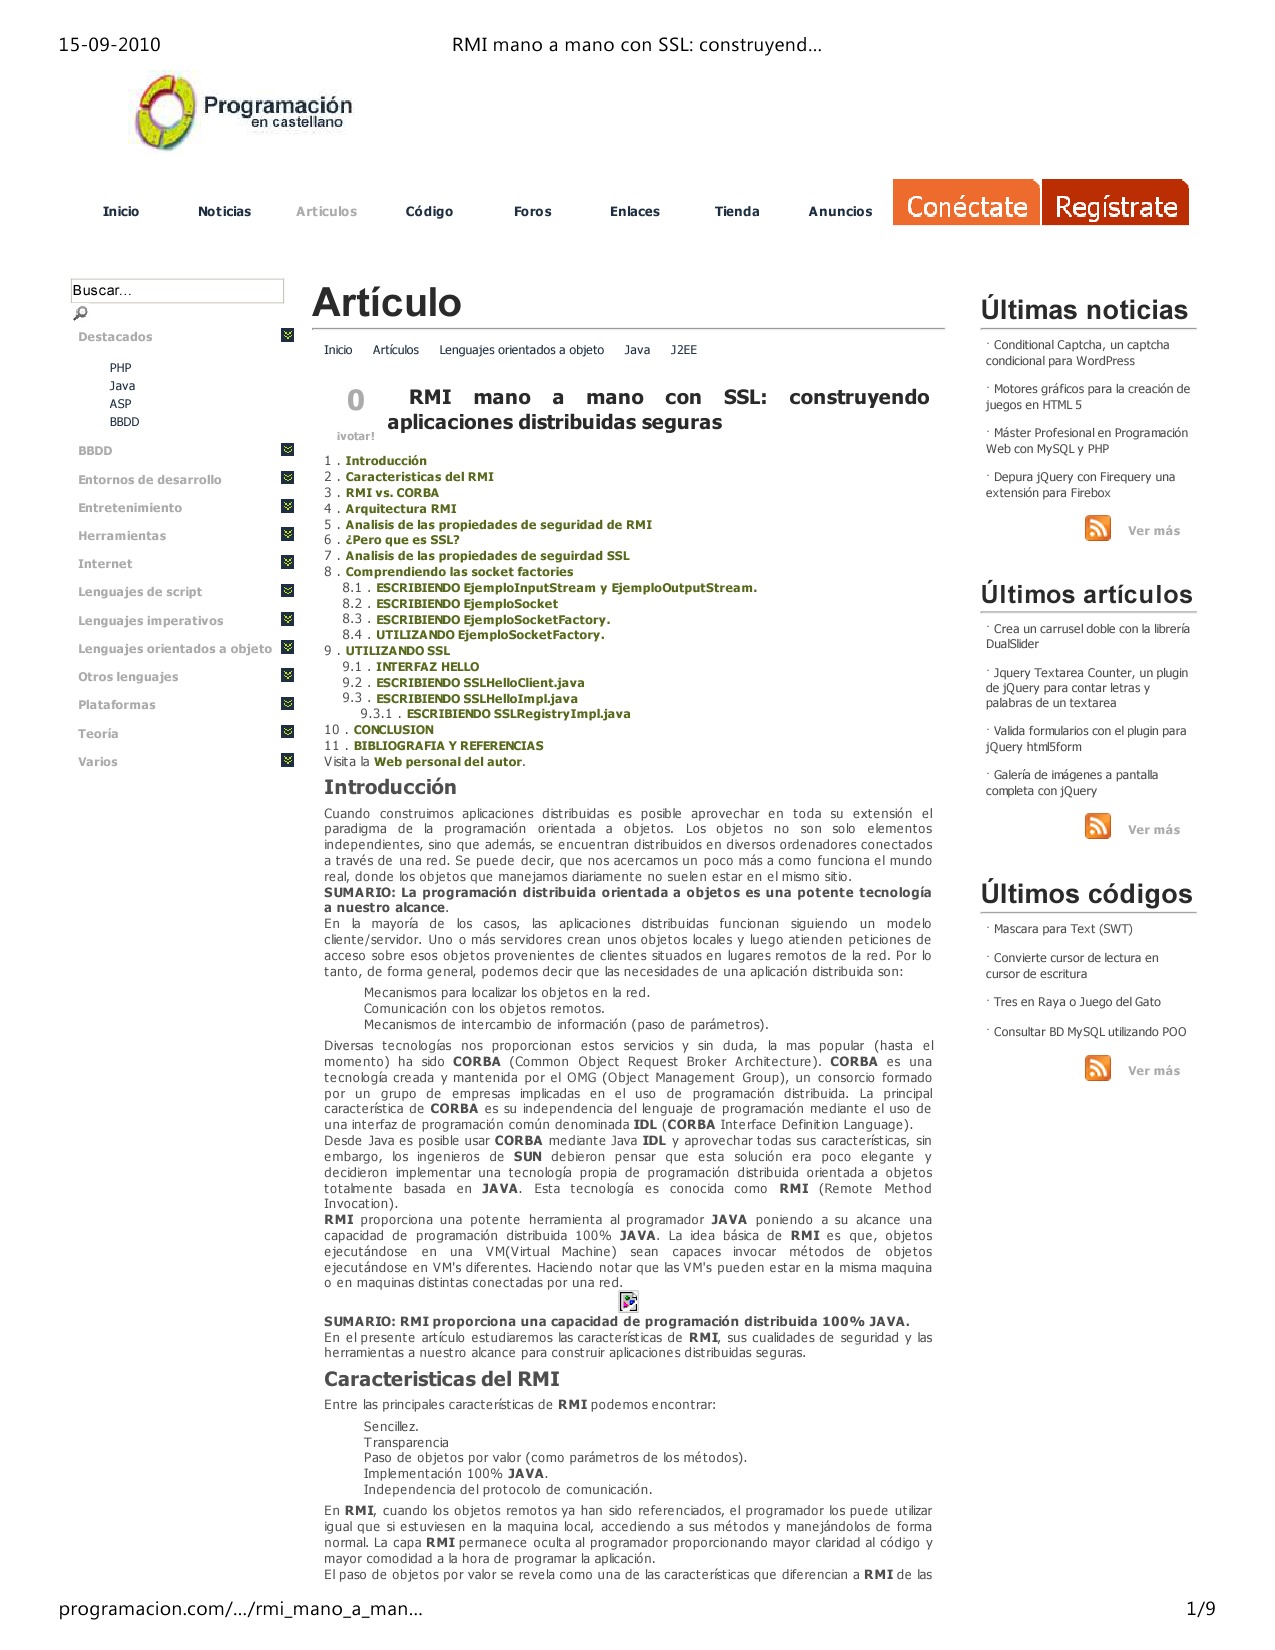 15-09-2010
RMI mano a mano con SSL: construyend...
Programación
en castellano
Inicio
Noticias
Articulos
Código
Foros
Enlaces
Tienda
Anuncios
Conéctate
Regístrate
Buscar...
Destacados
PHP
Java
ASP
BBDD
BBDD
Entornos de desarrollo
Entretenimiento
Herramientas
Internet
Lenguajes de script
Lenguajes imperativos
Lenguajes orientados a objeto
Otros lenguajes
Plataformas
Teoría
Varios
Artículo
Inicio Artículos Lenguajes orientados a objeto Java J2EE
0
¡votar!
RMI mano a mano con SSL: construyendo
aplicaciones distribuidas seguras
1 . Introducción
2 . Caracteristicas del RMI
3 . RMI vs. CORBA
4 . Arquitectura RMI
5 . Analisis de las propiedades de seguridad de RMI
6 . ¿Pero que es SSL?
7 . Analisis de las propiedades de seguirdad SSL
8 . Comprendiendo las socket factories
8.1 . ESCRIBIENDO EjemploInputStream y EjemploOutputStream.
8.2 . ESCRIBIENDO EjemploSocket
8.3 . ESCRIBIENDO EjemploSocketFactory.
8.4 . UTILIZANDO EjemploSocketFactory.
9 . UTILIZANDO SSL
9.1 . INTERFAZ HELLO
9.2 . ESCRIBIENDO SSLHelloClient.java
9.3 . ESCRIBIENDO SSLHelloImpl.java
9.3.1 . ESCRIBIENDO SSLRegistryImpl.java
10 . CONCLUSION
11 . BIBLIOGRAFIA Y REFERENCIAS
Visita la Web personal del autor.
Introducción
Cuando construimos aplicaciones distribuidas es posible aprovechar en toda su extensión el
paradigma de la programación orientada a objetos. Los objetos no son solo elementos
independientes, sino que además, se encuentran distribuidos en diversos ordenadores conectados
a través de una red. Se puede decir, que nos acercamos un poco más a como funciona el mundo
real, donde los objetos que manejamos diariamente no suelen estar en el mismo sitio.
SUMARIO: La programación distribuida orientada a objetos es una potente tecnología
a nuestro alcance.
En la mayoría de los casos, las aplicaciones distribuidas funcionan siguiendo un modelo
cliente/servidor. Uno o más servidores crean unos objetos locales y luego atienden peticiones de
acceso sobre esos objetos provenientes de clientes situados en lugares remotos de la red. Por lo
tanto, de forma general, podemos decir que las necesidades de una aplicación distribuida son:
Mecanismos para localizar los objetos en la red.
Comunicación con los objetos remotos.
Mecanismos de intercambio de información (paso de parámetros).
Diversas tecnologías nos proporcionan estos servicios y sin duda, la mas popular (hasta el
momento) ha sido CORBA (Common Object Request Broker Architecture). CORBA es una
tecnología creada y mantenida por el OMG (Object Management Group), un consorcio formado
por un grupo de empresas implicadas en el uso de programación distribuida. La principal
característica de CORBA es su independencia del lenguaje de programación mediante el uso de
una interfaz de programación común denominada IDL (CORBA Interface Definition Language).
Desde Java es posible usar CORBA mediante Java IDL y aprovechar todas sus características, sin
embargo, los ingenieros de SUN debieron pensar que esta solución era poco elegante y
decidieron implementar una tecnología propia de programación distribuida orientada a objetos
totalmente basada en JAVA. Esta tecnología es conocida como RMI (Remote Method
Invocation).
RMI proporciona una potente herramienta al programador JAVA poniendo a su alcance una
capacidad de programación distribuida 100% JAVA. La idea básica de RMI es que, objetos
ejecutándose en una VM(Virtual Machine) sean capaces invocar métodos de objetos
ejecutándose en VM's diferentes. Haciendo notar que las VM's pueden estar en la misma maquina
o en maquinas distintas conectadas por una red.
SUMARIO: RMI proporciona una capacidad de programación distribuida 100% JAVA.
En el presente artículo estudiaremos las características de RMI, sus cualidades de seguridad y las
herramientas a nuestro alcance para construir aplicaciones distribuidas seguras.
Caracteristicas del RMI
Entre las principales características de RMI podemos encontrar:
Sencillez.
Transparencia
Paso de objetos por valor (como parámetros de los métodos).
Implementación 100% JAVA.
Independencia del protocolo de comunicación.
En RMI, cuando los objetos remotos ya han sido referenciados, el programador los puede utilizar
igual que si estuviesen en la maquina local, accediendo a sus métodos y manejándolos de forma
normal. La capa RMI permanece oculta al programador proporcionando mayor claridad al código y
mayor comodidad a la hora de programar la aplicación.
El paso de objetos por valor se revela como una de las características que diferencian a RMI de las
Últimas noticias
· Conditional Captcha, un captcha
condicional para WordPress
· Motores gráficos para la creación de
juegos en HTML 5
· Máster Profesional en Programación
Web con MySQL y PHP
· Depura jQuery con Firequery una
extensión para Firebox
Ver más
Últimos artículos
· Crea un carrusel doble con la librería
DualSlider
· Jquery Textarea Counter, un plugin
de jQuery para contar letras y
palabras de un textarea
· Valida formularios con el plugin para
jQuery html5form
· Galería de imágenes a pantalla
completa con jQuery
Ver más
Últimos códigos
· Mascara para Text (SWT)
· Convierte cursor de lectura en
cursor de escritura
· Tres en Raya o Juego del Gato
· Consultar BD MySQL utilizando POO
Ver más
programacion.com/.../rmi_mano_a_man...
1/9